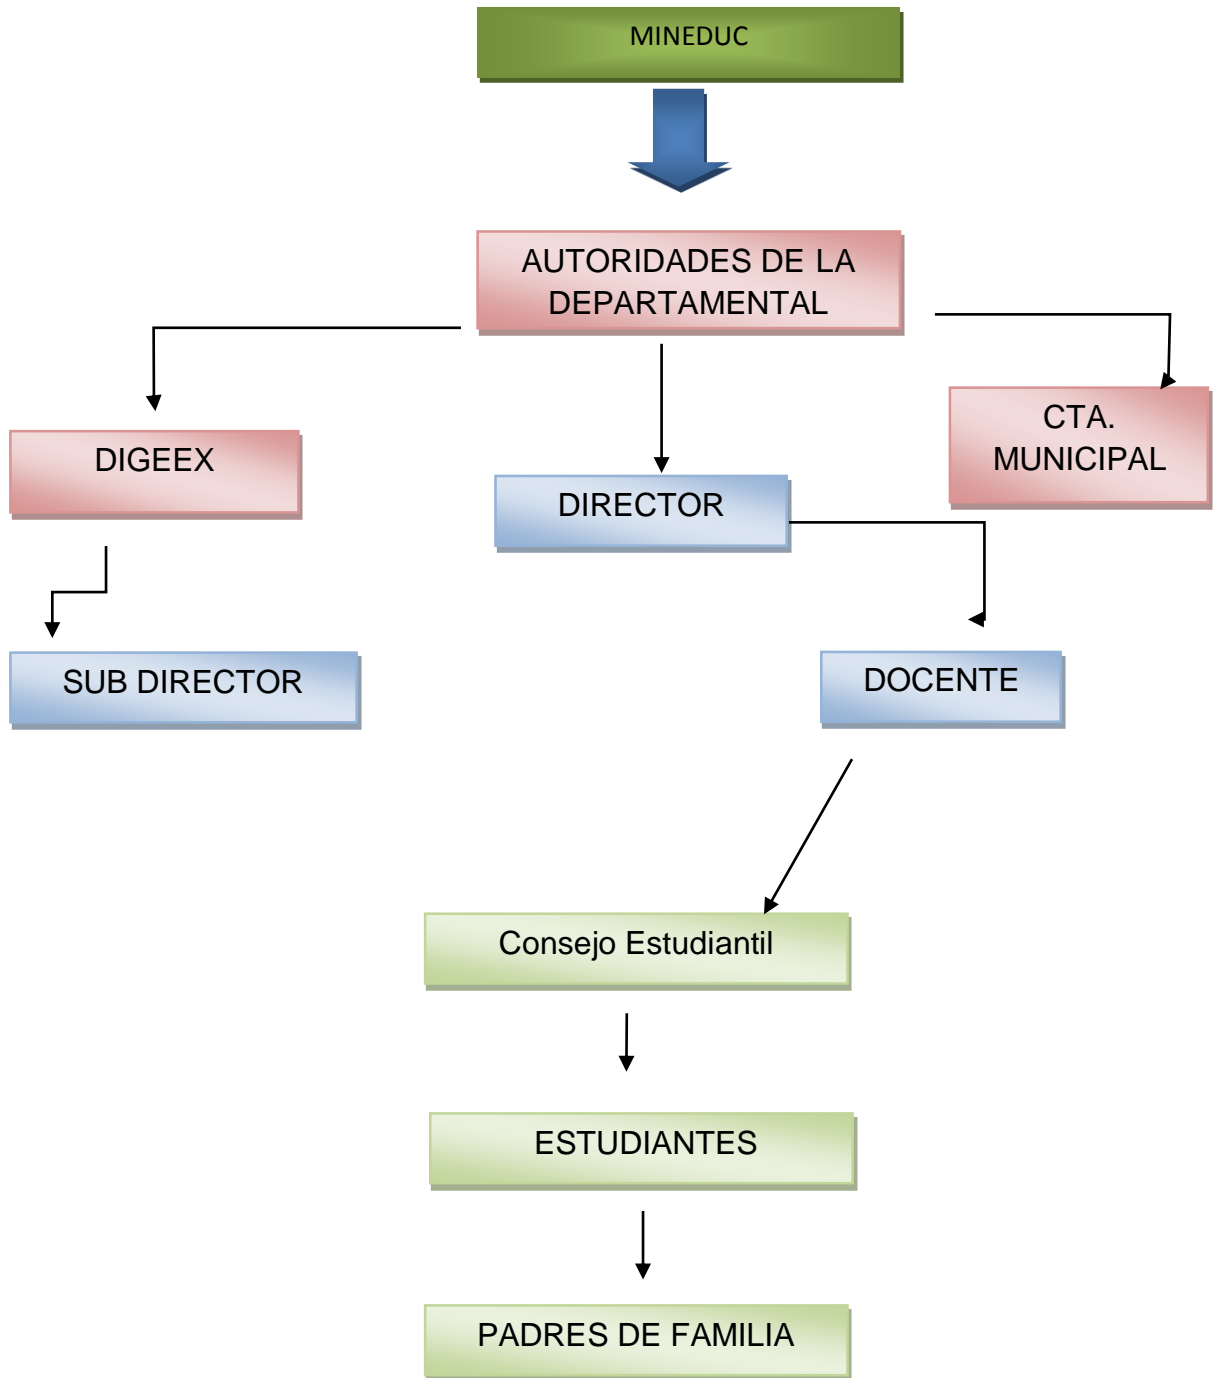 MINEDUC
AUTORIDADES DE LA
DEPARTAMENTAL
CTA.
MUNICIPAL
DIGEEX
DIRECTOR
SUB DIRECTOR
DOCENTE
Consejo Estudiantil
ESTUDIANTES
PADRES DE FAMILIA